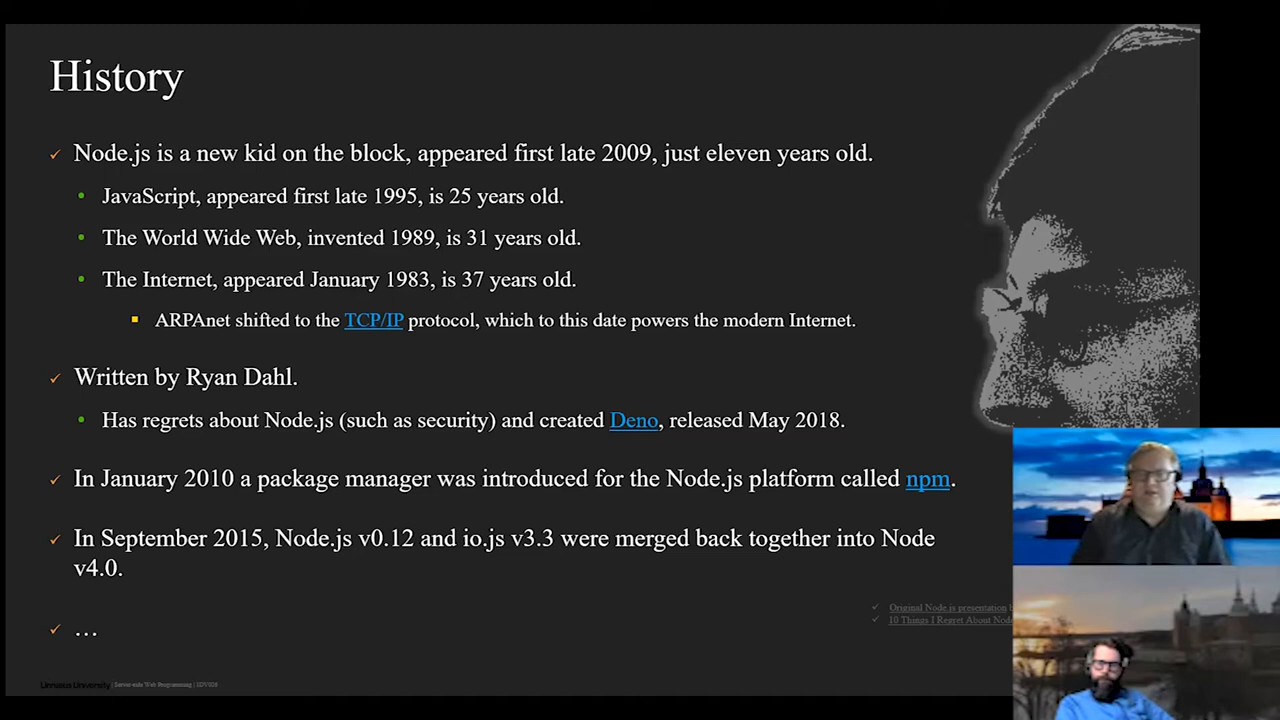 History
Node.js is a new kid on the block, appeared first late 2009, just eleven years old.
JavaScript, appeared first late 1995, is 25 years old.
The World Wide Web, invented 1989, is 31 years old.
The Internet, appeared January 1983, is 37 years old.
ARPAnet shifted to the TCP/IP protocol, which to this date powers the modern Internet.
Written by Ryan Dahl.
Has regrets about Node.js (such as security) and created Deno, released May 2018.
In January 2010 a package manager was introduced for the Node.js platform called npm.
In September 2015, Node.js v0.12 and io.js v3.3 were merged back together into Node
v4.0.
…
Original Node.js presentation
10 Things I Regret About Node
Linnaeus University | Server-side Web Programming |